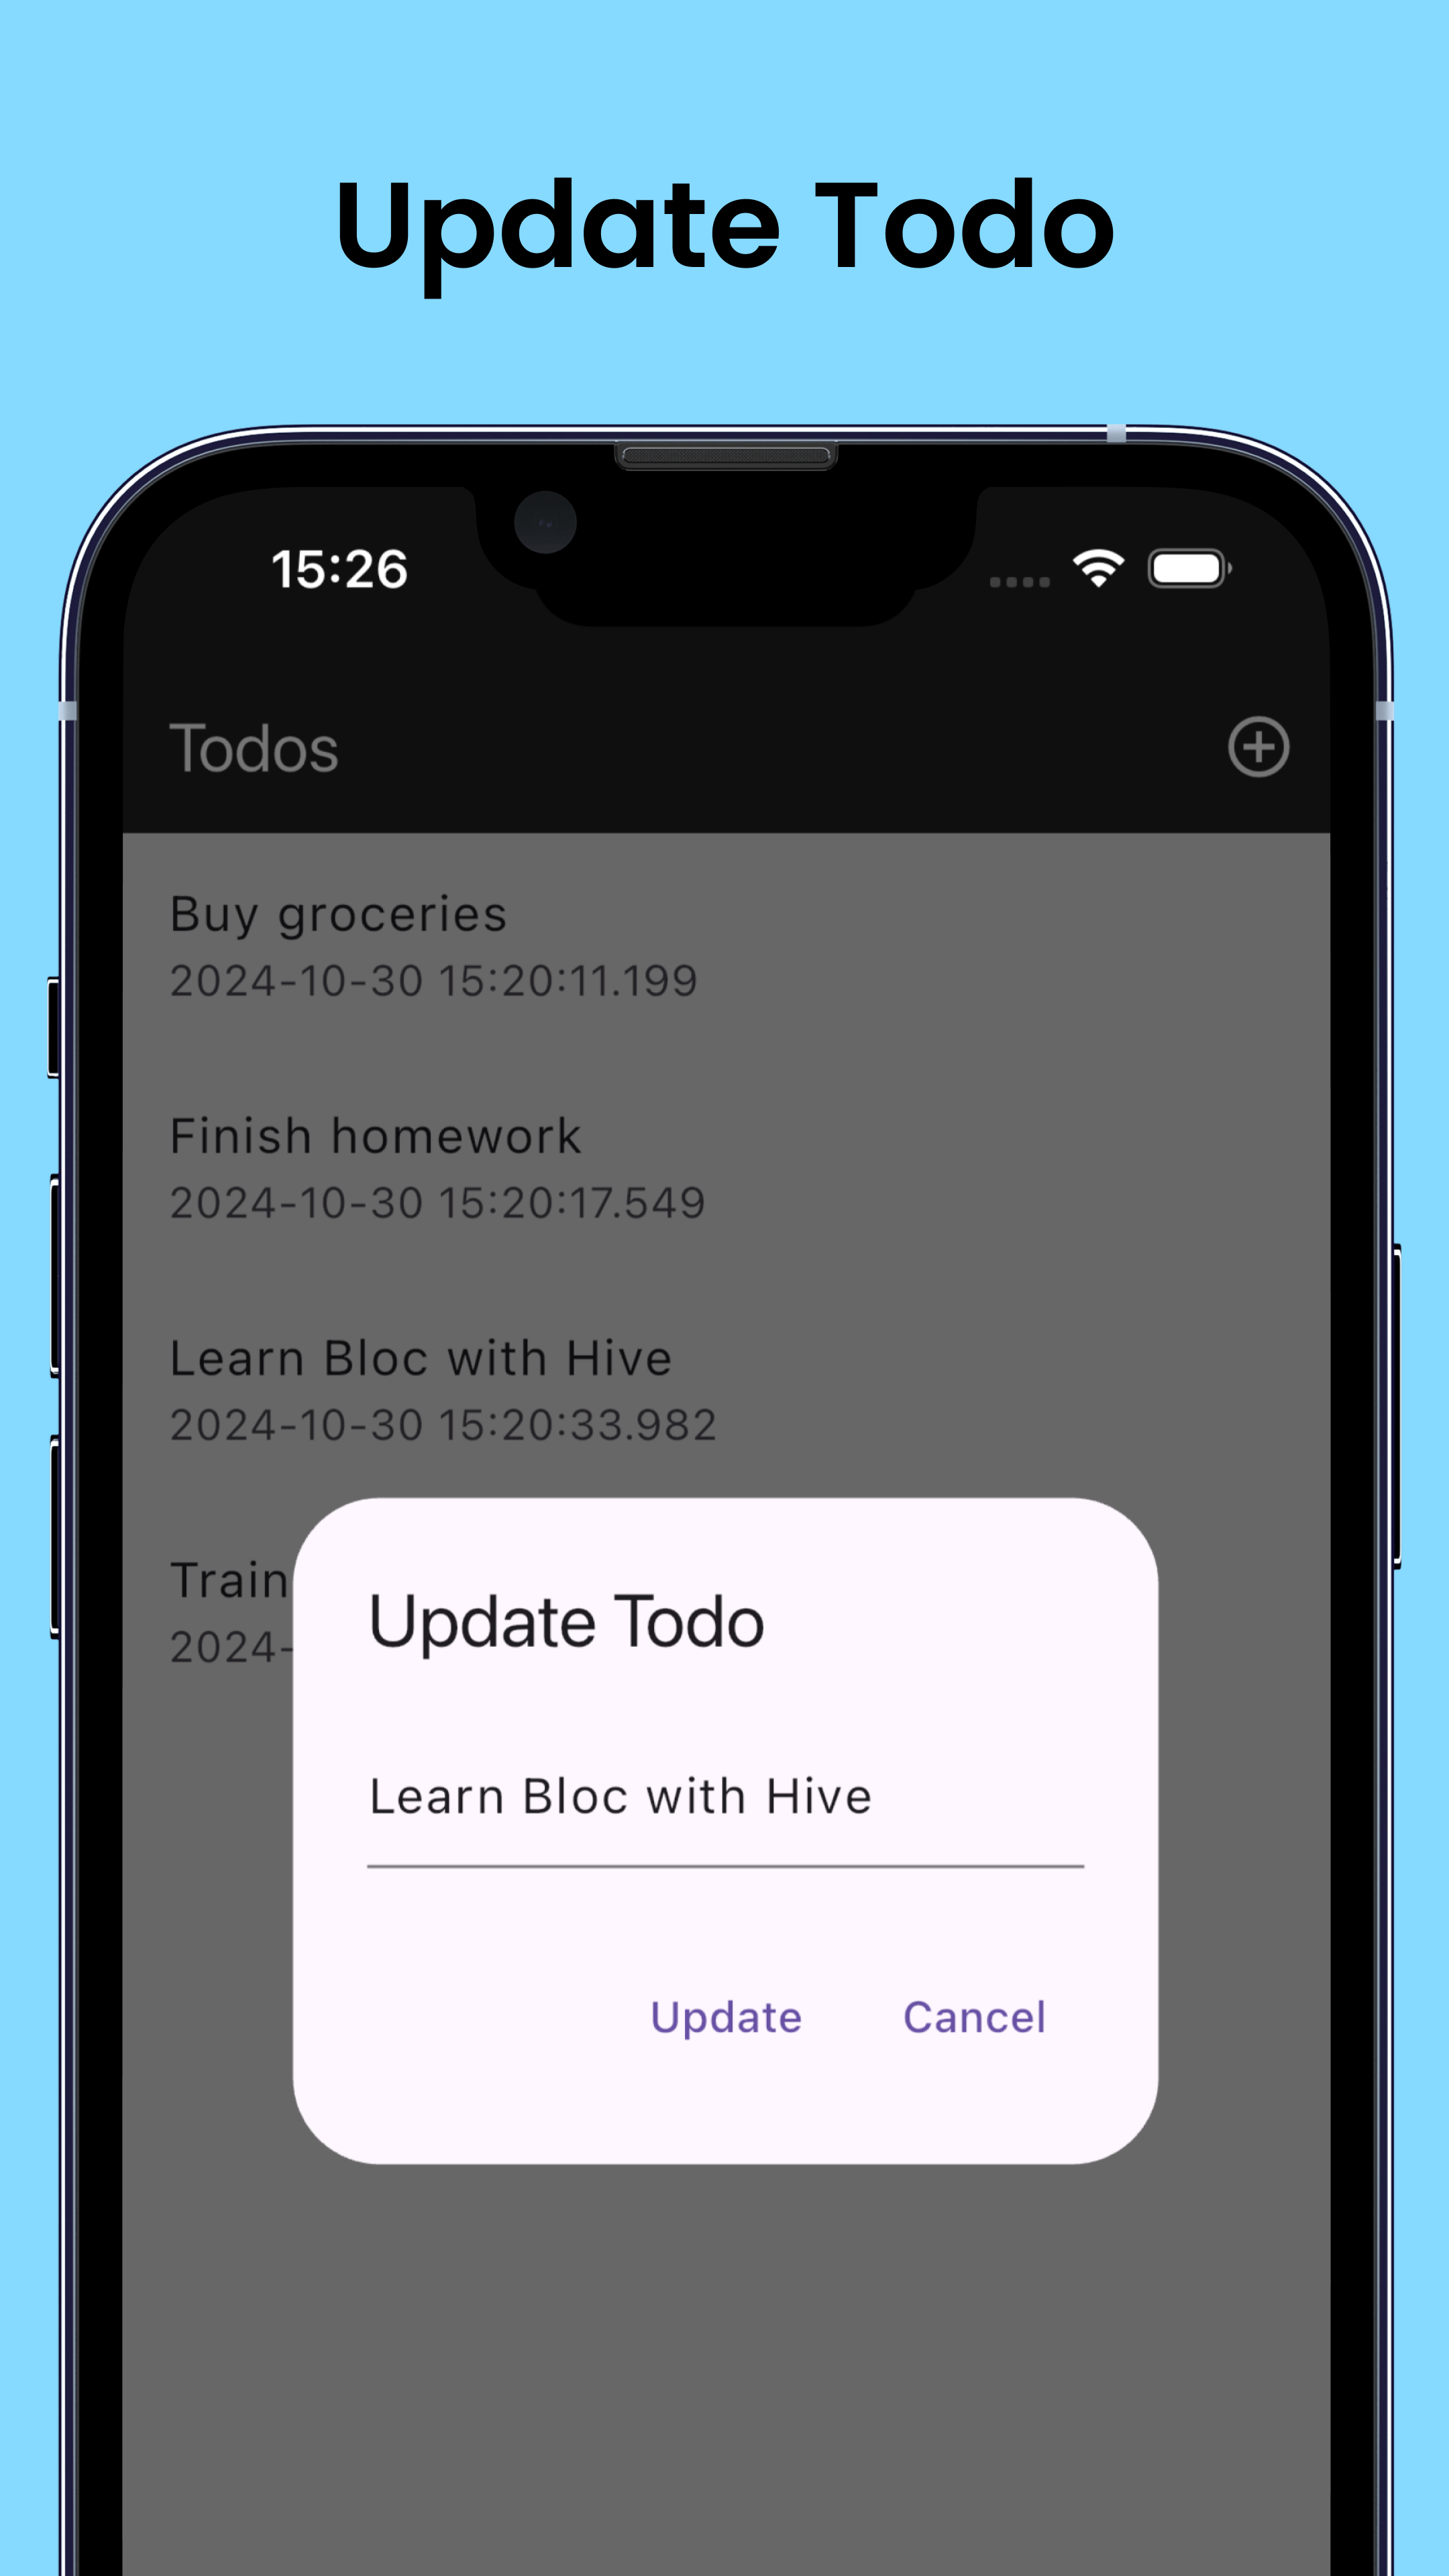 Update Todo
15:26
Todos
Buy groceries
2024-10-30 15:20:11.199
Finish homework
2024-10-30 15:20:17.549
Learn Bloc with Hive
2024-10-30 15:20:33.982
Train
2024-
Update Todo
Learn Bloc with Hive
Update Cancel